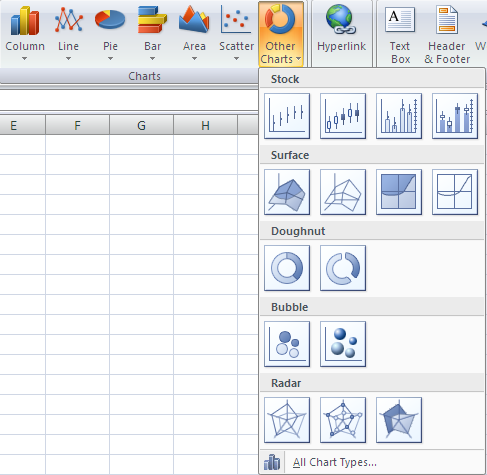 Column Line Pie Bar Area Scatter Other Charts Hyperlink Text Box Header & Footer
Charts
E F G H
Stock
Surface
Doughnut
Bubble
Radar
All Chart Types...